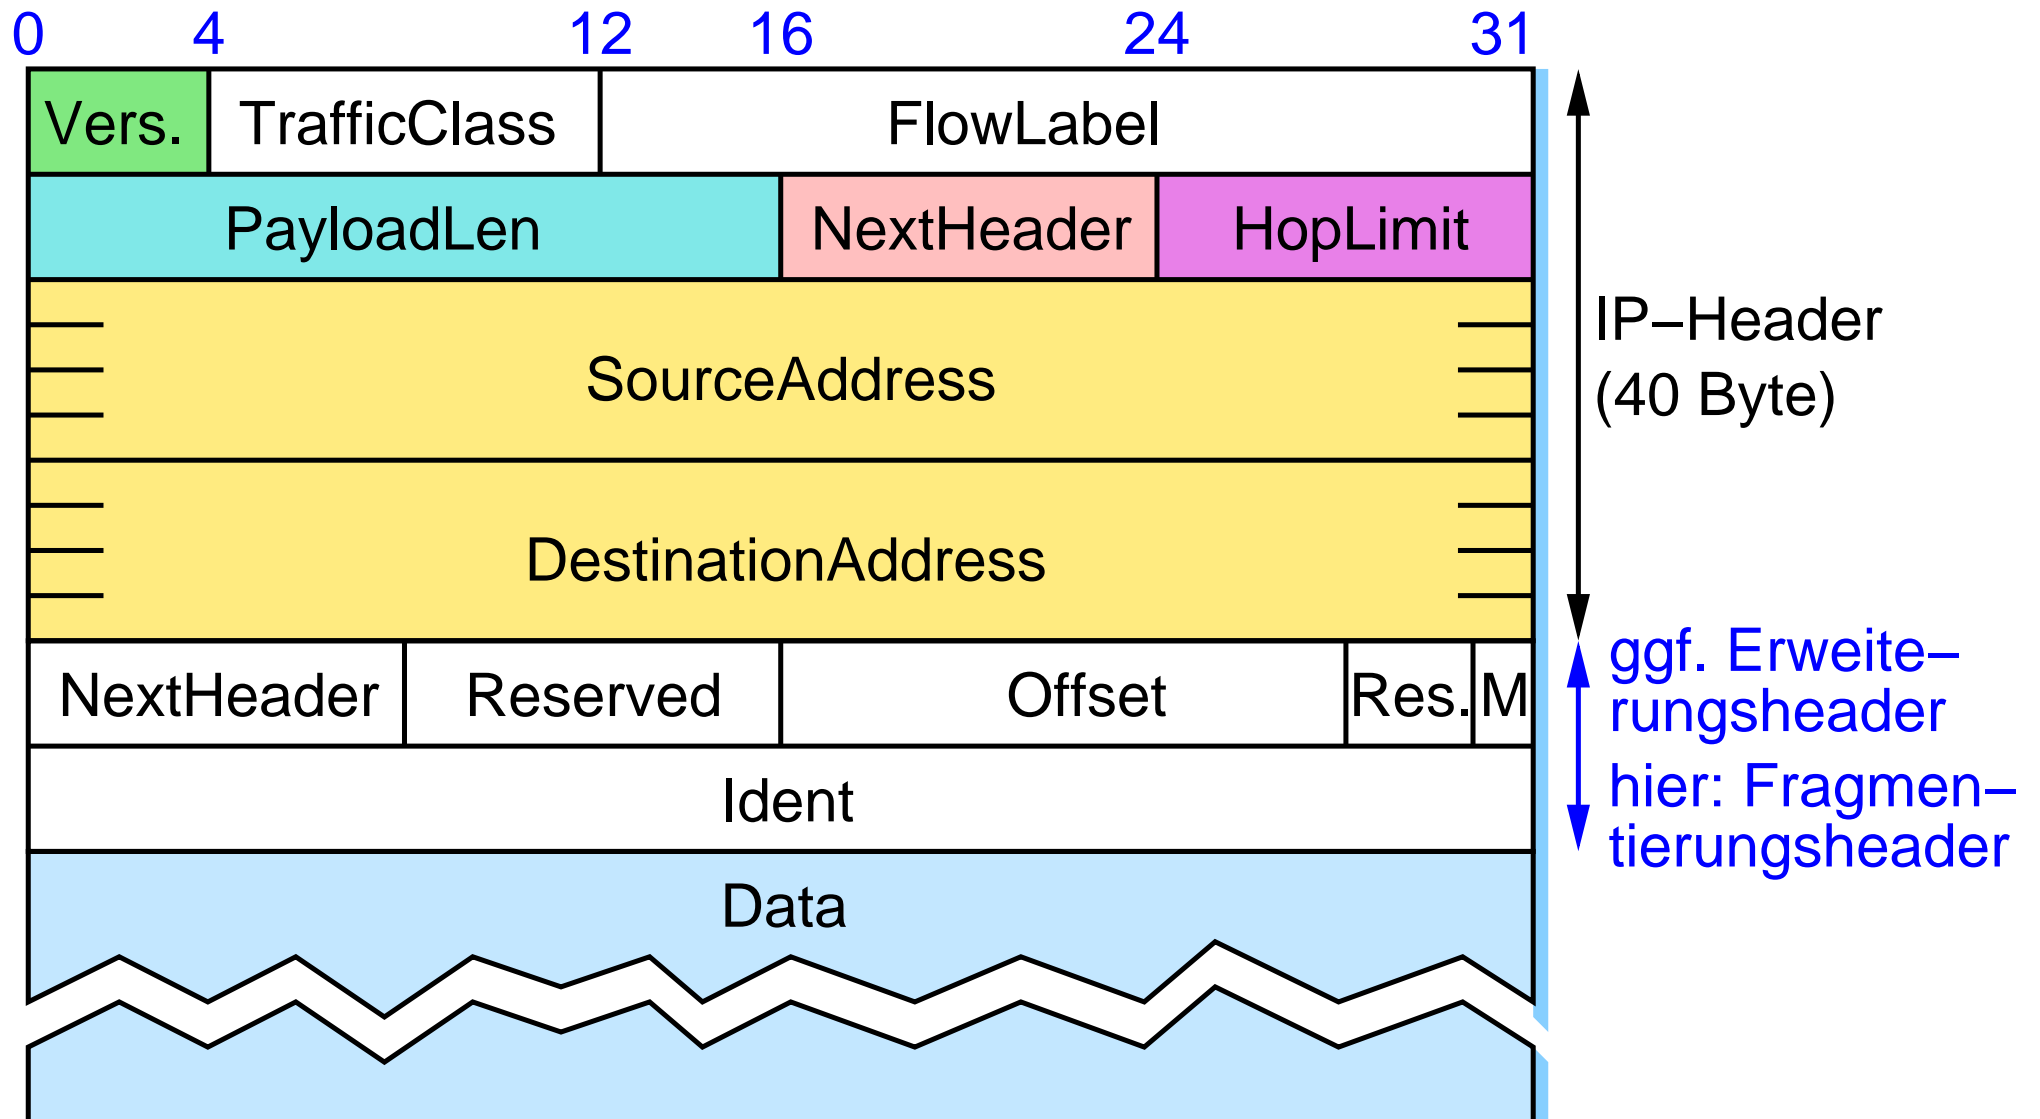 0 4 12 16 24 31
Vers. TrafficClass FlowLabel
PayloadLen NextHeader HopLimit
SourceAddress
DestinationAddress
IP–Header
(40 Byte)
NextHeader Reserved Offset Res. M
Ident
ggf. Erweite–
rungsheader
hier: Fragmen–
tierungsheader
Data